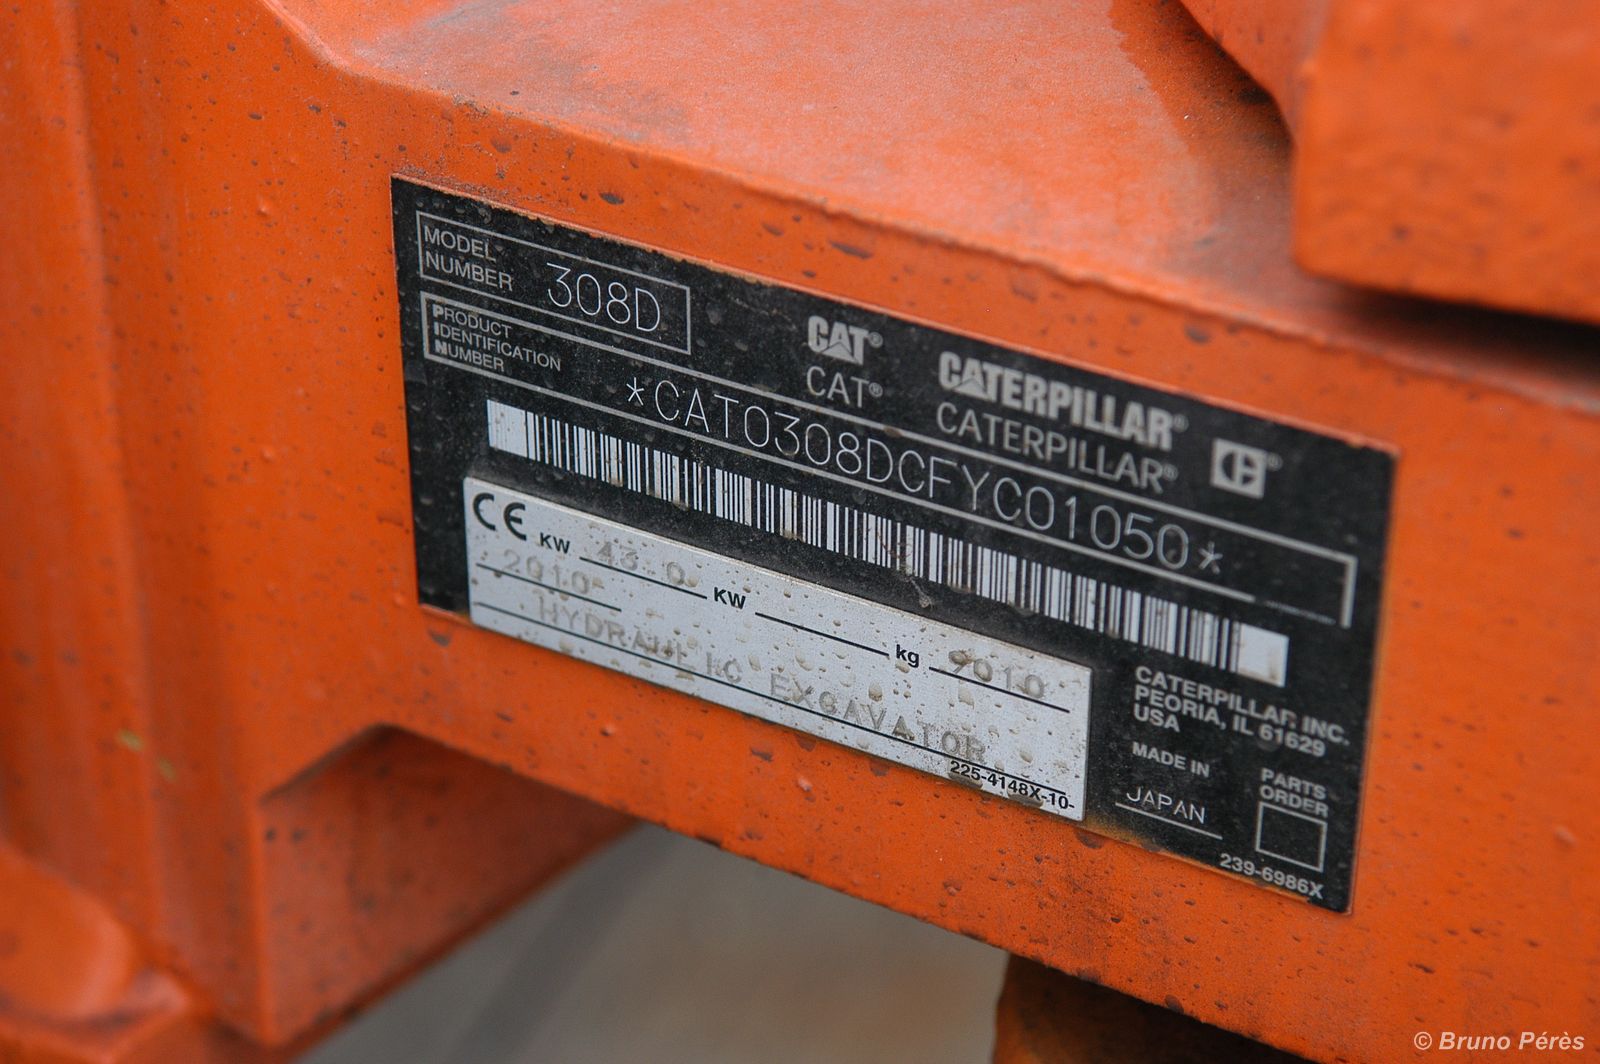 MODEL
NUMBER
308D
PRODUCT
IDENTIFICATION
NUMBER
*CAT0308DCFYC01050*
CAT®
CAT®
CATERPILLAR®
CATERPILLAR®
CE KW 43.0 KW kg 9010
2010
HYDRAULIC EXCAVATOR
225-4148X-10-
CATERPILLAR INC.
PEORIA, IL 61629
USA
MADE IN
JAPAN
PARTS
ORDER
239-6986X
© Bruno Pérès